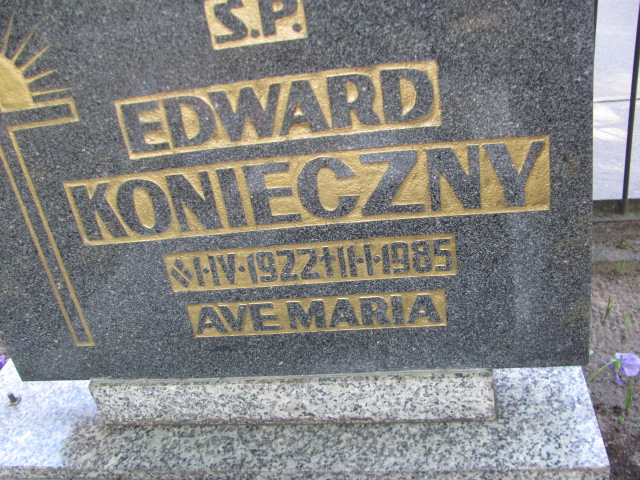 Ś.P.
EDWARD
KONIECZNY
1·IV·1922 11·I·1985
AVE MARIA